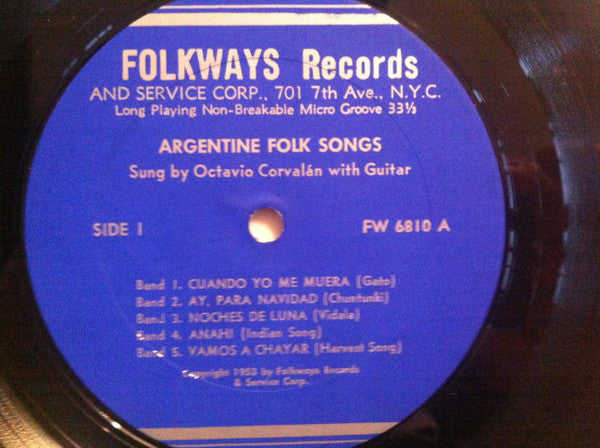 FOLKWAYS Records
AND SERVICE CORP., 701 7th Ave., N.Y.C.
Long Playing Non-Breakable Micro Groove 33⅓
ARGENTINE FOLK SONGS
Sung by Octavio Corvalán with Guitar
SIDE 1 FW 6810 A
Band 1. CUANDO YO ME MUERA (Gato)
Band 2. AY, PARA NAVIDAD (Chuntunki)
Band 3. NOCHES DE LUNA (Vidala)
Band 4. ANAHI (Indian Song)
Band 5. VAMOS A CHAYAR (Harvest Song)
Copyright 1953 by Folkways Records
& Service Corp.